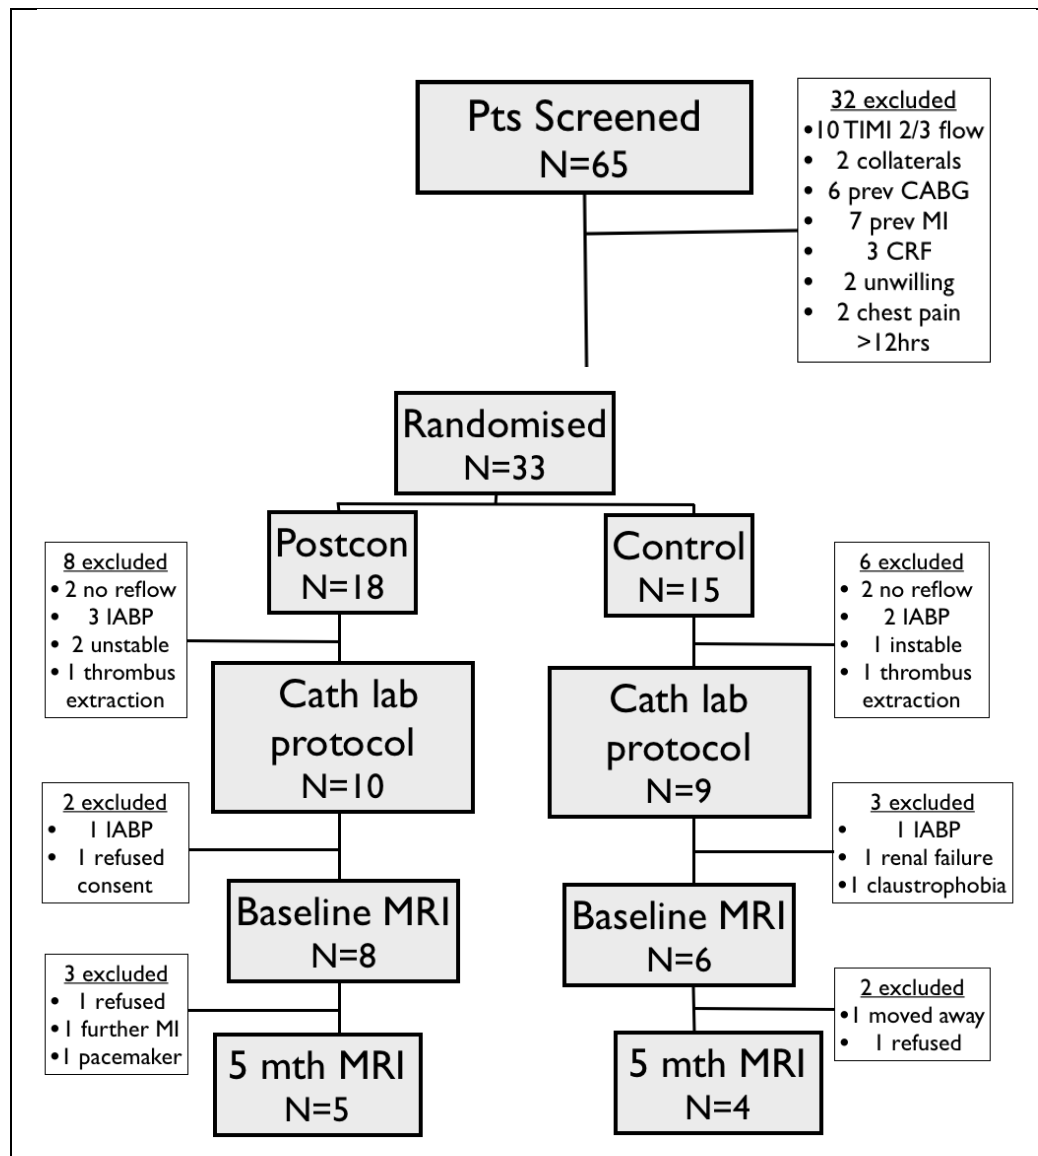 Pts Screened
N=65
32 excluded
•10 TIMI 2/3 flow
• 2 collaterals
• 6 prev CABG
• 7 prev MI
• 3 CRF
• 2 unwilling
• 2 chest pain
>12hrs
Randomised
N=33
Postcon
N=18
Control
N=15
8 excluded
• 2 no reflow
• 3 IABP
• 2 unstable
• 1 thrombus
extraction
6 excluded
• 2 no reflow
• 2 IABP
• 1 instable
• 1 thrombus
extraction
Cath lab
protocol
N=10
Cath lab
protocol
N=9
2 excluded
• 1 IABP
• 1 refused
consent
3 excluded
• 1 IABP
• 1 renal failure
•1 claustrophobia
Baseline MRI
N=8
Baseline MRI
N=6
3 excluded
• 1 refused
•1 further MI
•1 pacemaker
2 excluded
•1 moved away
• 1 refused
5 mth MRI
N=5
5 mth MRI
N=4